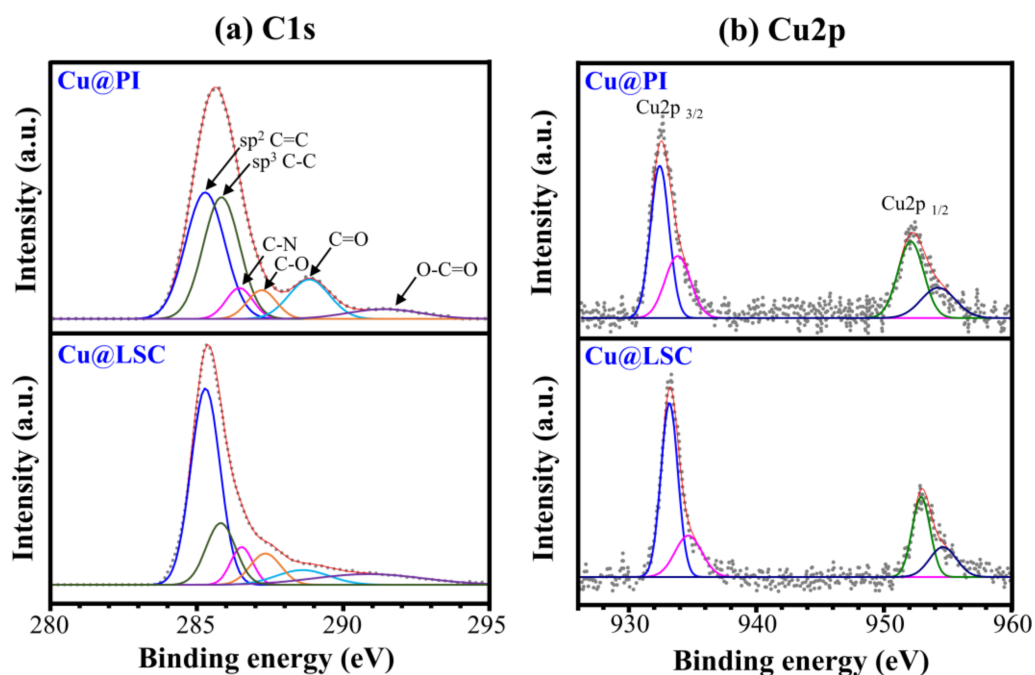 (a) C1s
Cu@PI
sp² C=C
sp³ C-C
C-N
C-O
C=O
O-C=O
Intensity (a.u.)
Cu@LSC
Intensity (a.u.)
280 285 290 295
Binding energy (eV)
(b) Cu2p
Cu@PI
Cu2p 3/2
Cu2p 1/2
Intensity (a.u.)
Cu@LSC
Intensity (a.u.)
930 940 950 960
Binding energy (eV)